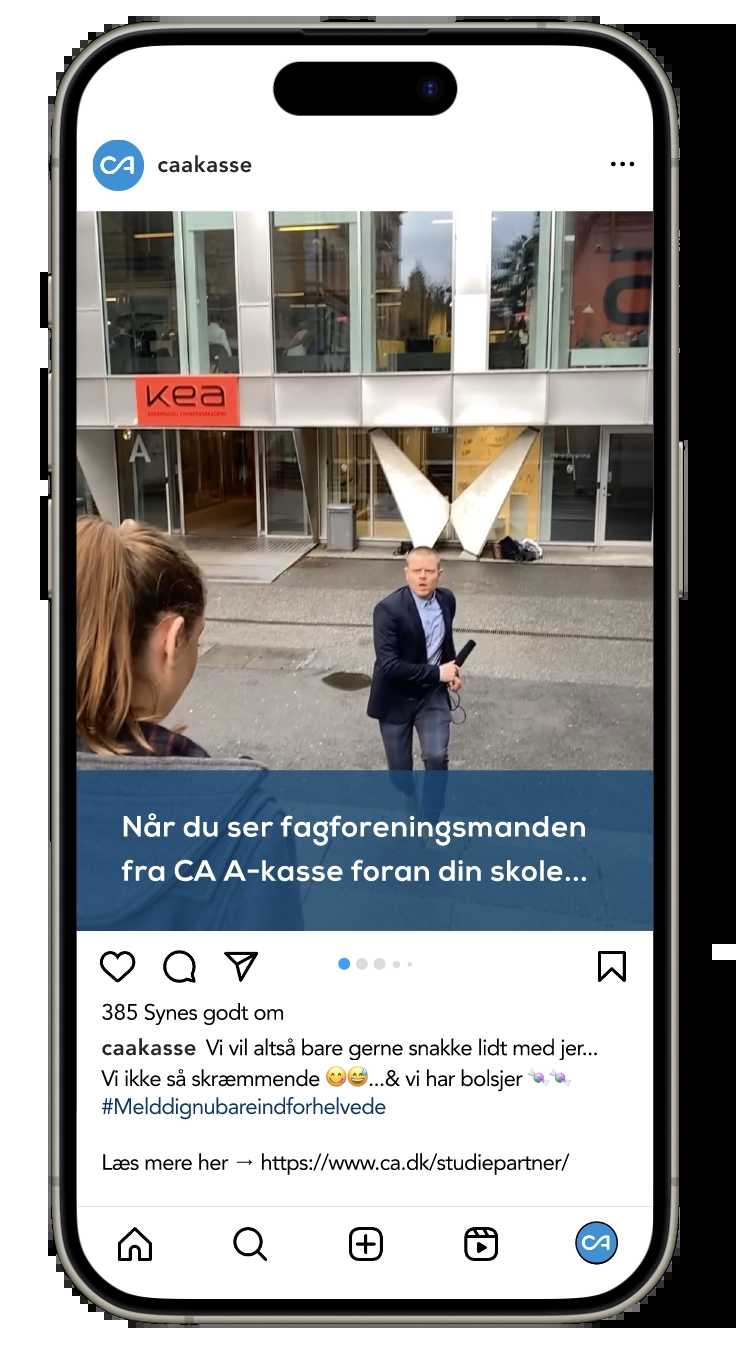 CA
caakasse
kea
A
Når du ser fagforeningsmanden
fra CA A-kasse foran din skole...
385 Synes godt om
caakasse Vi vil altså bare gerne snakke lidt med jer...
Vi ikke så skræmmende 😋😅...& vi har bolsjer 🍬🍬
#Melddignubareindforhelvede
Læs mere her → https://www.ca.dk/studiepartner/
CA